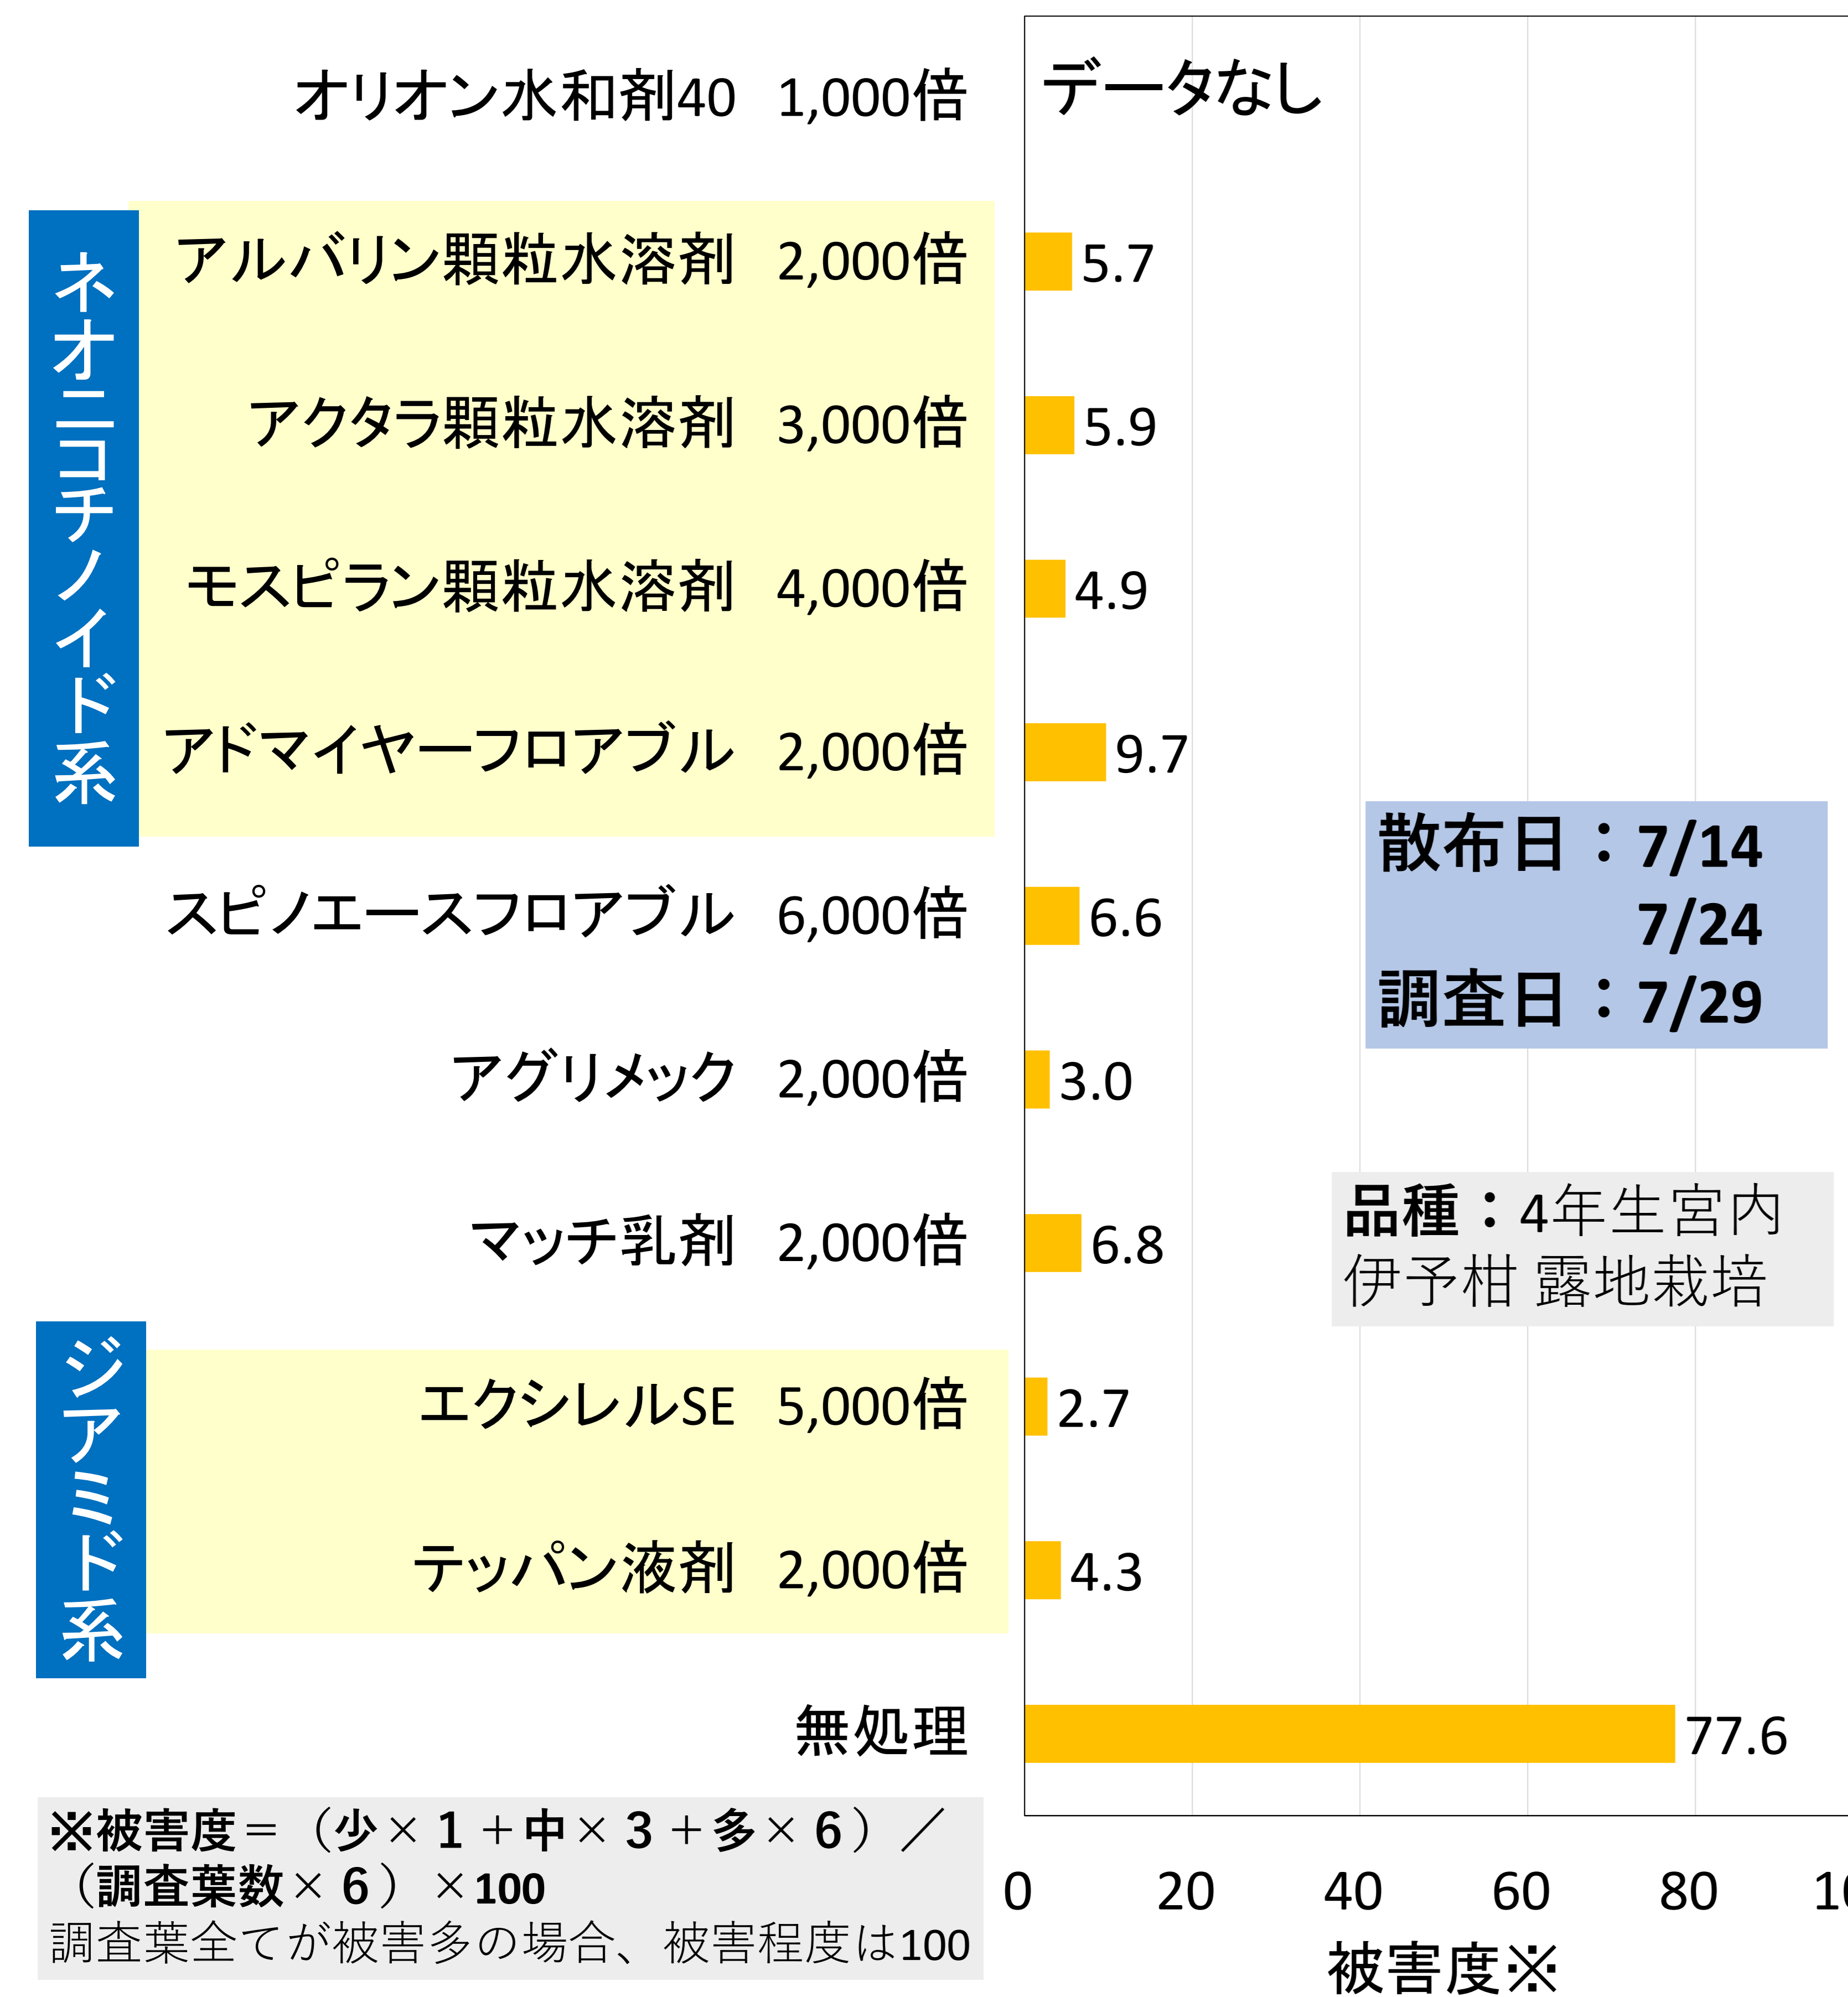 オリオン水和剤40 1,000倍 データなし
ネオニコチノイド系
アルバリン顆粒水溶剤 2,000倍 5.7
アクタラ顆粒水溶剤 3,000倍 5.9
モスピラン顆粒水溶剤 4,000倍 4.9
アドマイヤーフロアブル 2,000倍 9.7
スピノエースフロアブル 6,000倍 6.6
散布日：7/14
7/24
調査日：7/29
アグリメック 2,000倍 3.0
マッチ乳剤 2,000倍 6.8
品種：4年生宮内
伊予柑 露地栽培
ジアミド系
エクシレルSE 5,000倍 2.7
テッパン液剤 2,000倍 4.3
無処理 77.6
※被害度＝（少×１＋中×３＋多×６）／
（調査葉数×６）×100
調査葉全てが被害多の場合、被害程度は100
0 20 40 60 80
被害度※